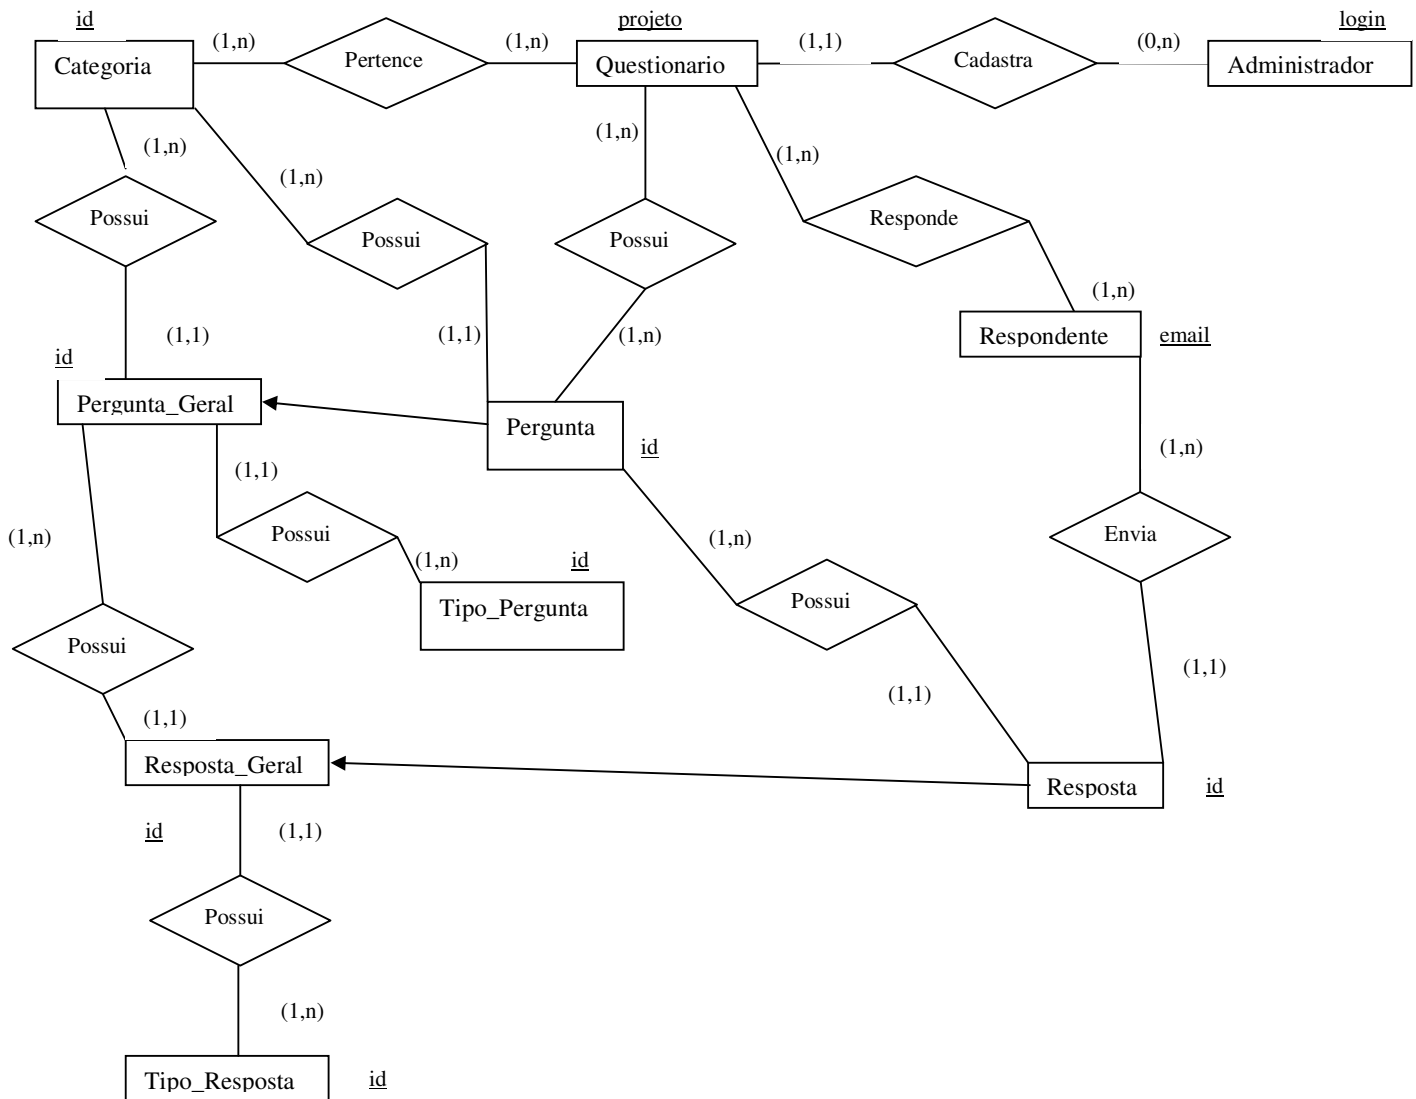 id
projeto
login
(1,n)
(1,n)
(1,1)
(0,n)
Categoria
Pertence
Questionario
Cadastra
Administrador
(1,n)
(1,n)
(1,n)
(1,n)
Possui
Possui
Possui
Responde
(1,n)
(1,1)
(1,1)
(1,n)
Respondente
email
id
Pergunta_Geral
Pergunta
id
(1,1)
(1,n)
(1,n)
Possui
(1,n)
id
(1,n)
Envia
Tipo_Pergunta
Possui
Possui
(1,1)
(1,1)
(1,1)
Resposta_Geral
Resposta
id
id
(1,1)
Possui
(1,n)
Tipo_Resposta
id